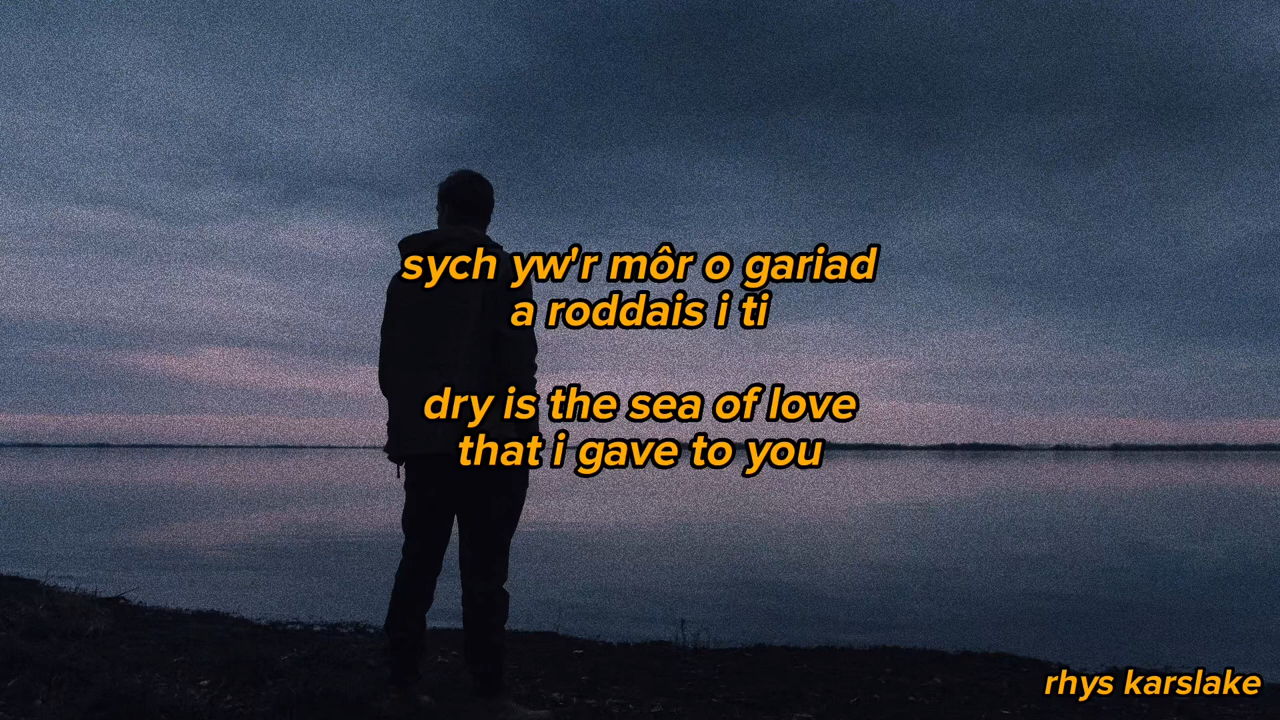 sych yw'r môr o gariad
a roddais i ti
dry is the sea of love
that i gave to you
rhys karslake